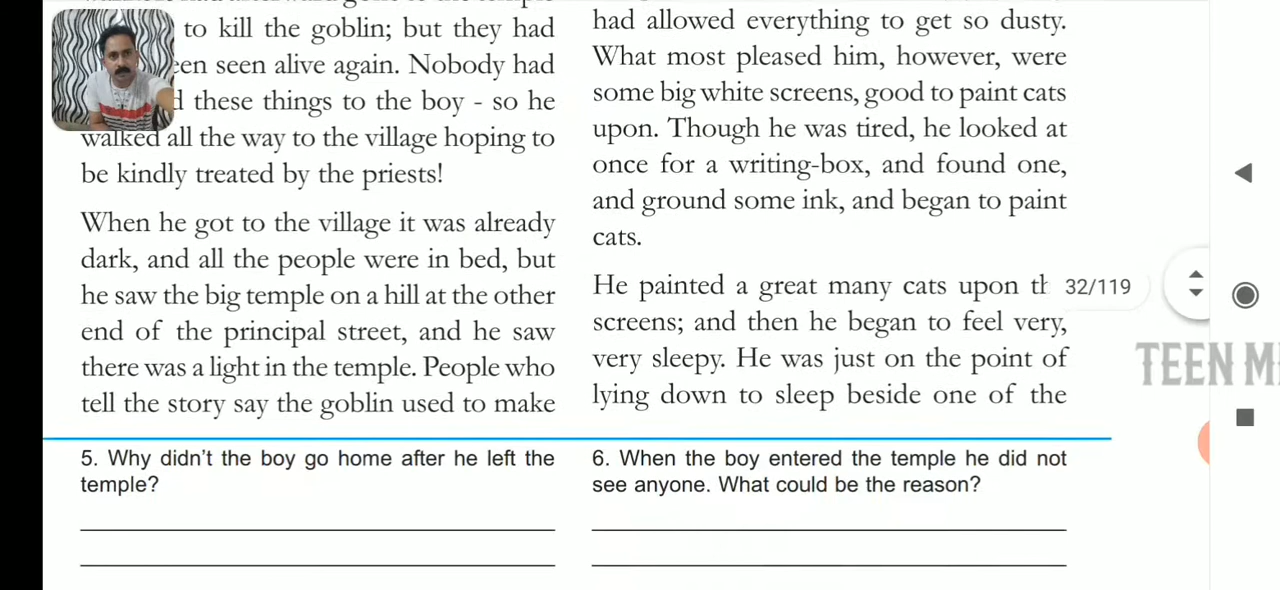 to kill the goblin; but they had
seen alive again. Nobody had
these things to the boy - so he
walked all the way to the village hoping to
be kindly treated by the priests!
When he got to the village it was already
dark, and all the people were in bed, but
he saw the big temple on a hill at the other
end of the principal street, and he saw
there was a light in the temple. People who
tell the story say the goblin used to make
had allowed everything to get so dusty.
What most pleased him, however, were
some big white screens, good to paint cats
upon. Though he was tired, he looked at
once for a writing-box, and found one,
and ground some ink, and began to paint
cats.
He painted a great many cats upon
screens; and then he began to feel very,
very sleepy. He was just on the point of
lying down to sleep beside one of the
32/119
TEEN
5. Why didn't the boy go home after he left the
temple?
6. When the boy entered the temple he did not
see anyone. What could be the reason?